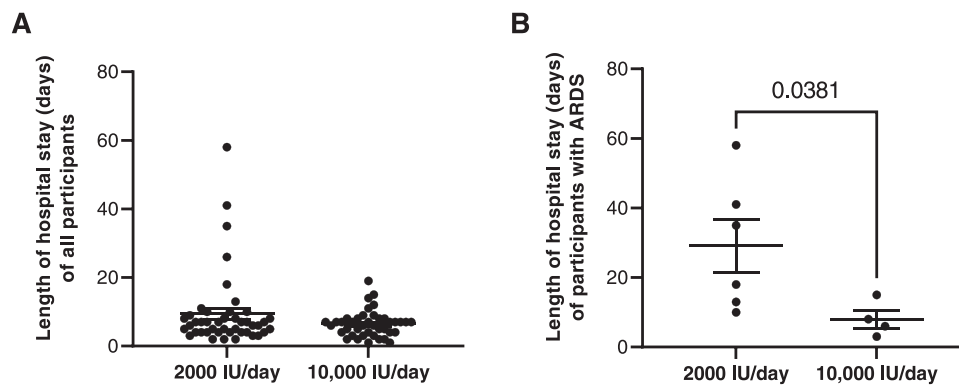 A
Length of hospital stay (days)
of all participants
80
60
40
20
0
2000 IU/day
10,000 IU/day
B
Length of hospital stay (days)
of participants with ARDS
80
60
40
20
0
0.0381
2000 IU/day
10,000 IU/day